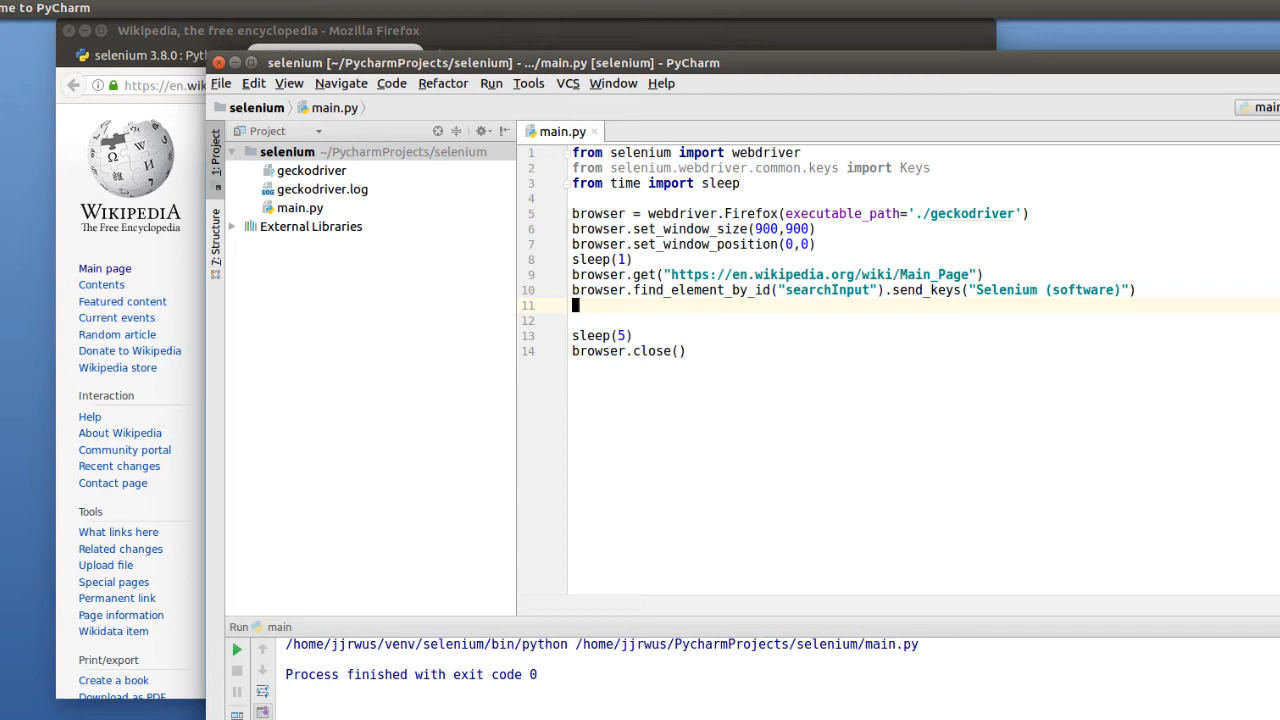 me to PyCharm
Wikipedia, the free encyclopedia - Mozilla Firefox
selenium 3.8.0 : Pyth
https://en.wik
WIKIPEDIA
The Free Encyclopedia
Main page
Contents
Featured content
Current events
Random article
Donate to Wikipedia
Wikipedia store
Interaction
Help
About Wikipedia
Community portal
Recent changes
Contact page
Tools
What links here
Related changes
Upload file
Special pages
Permanent link
Page information
Wikidata item
Print/export
Create a book
Download as PDF
selenium [~/PycharmProjects/selenium] - .../main.py [selenium] - PyCharm
File Edit View Navigate Code Refactor Run Tools VCS Window Help
selenium main.py
main
1: Project
7: Structure
Project
selenium ~/PycharmProjects/selenium
geckodriver
geckodriver.log
main.py
External Libraries
main.py
1 from selenium import webdriver
2 from selenium.webdriver.common.keys import Keys
3 from time import sleep
4
5 browser = webdriver.Firefox(executable_path='./geckodriver')
6 browser.set_window_size(900,900)
7 browser.set_window_position(0,0)
8 sleep(1)
9 browser.get("https://en.wikipedia.org/wiki/Main_Page")
10 browser.find_element_by_id("searchInput").send_keys("Selenium (software)")
11
12
13 sleep(5)
14 browser.close()
Run main
/home/jjrwus/venv/selenium/bin/python /home/jjrwus/PycharmProjects/selenium/main.py
Process finished with exit code 0